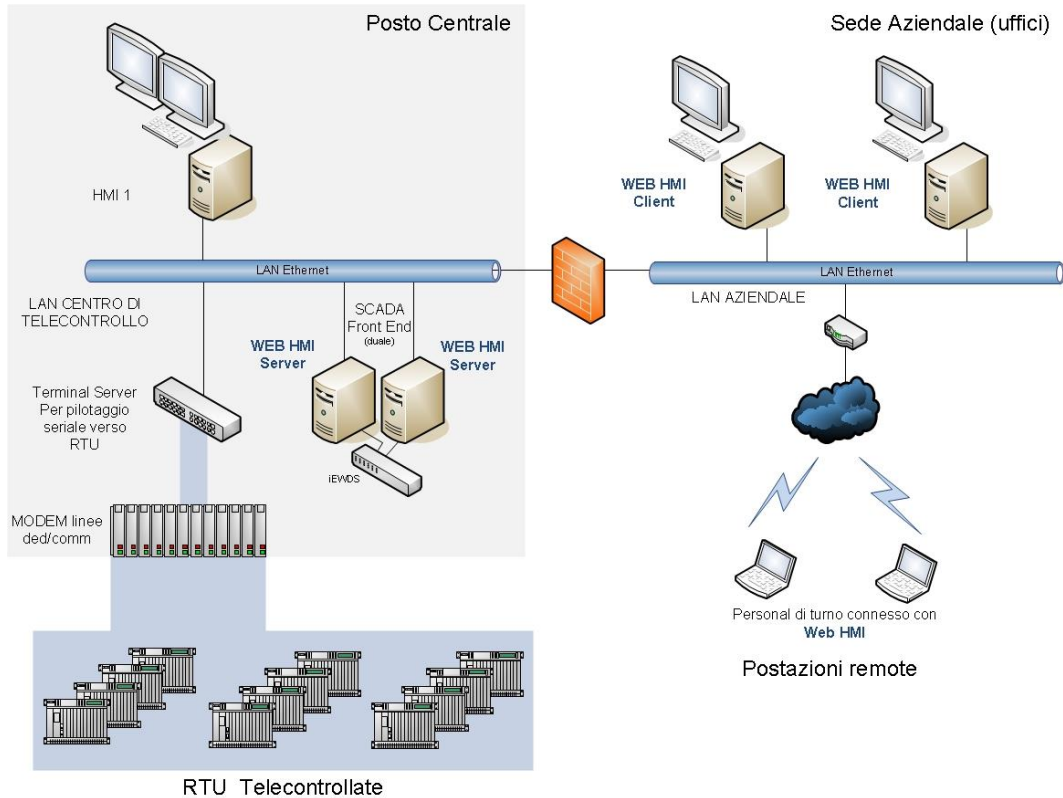 Posto Centrale
Sede Aziendale (uffici)
HMI 1
WEB HMI
Client
WEB HMI
Client
LAN Ethernet
LAN Ethernet
LAN CENTRO DI
TELECONTROLLO
SCADA
Front End
(duale)
LAN AZIENDALE
WEB HMI
Server
WEB HMI
Server
Terminal Server
Per pilotaggio
seriale verso
RTU
iEWDS
MODEM linee
ded/comm
Personal di turno connesso con
Web HMI
Postazioni remote
RTU Telecontrollate